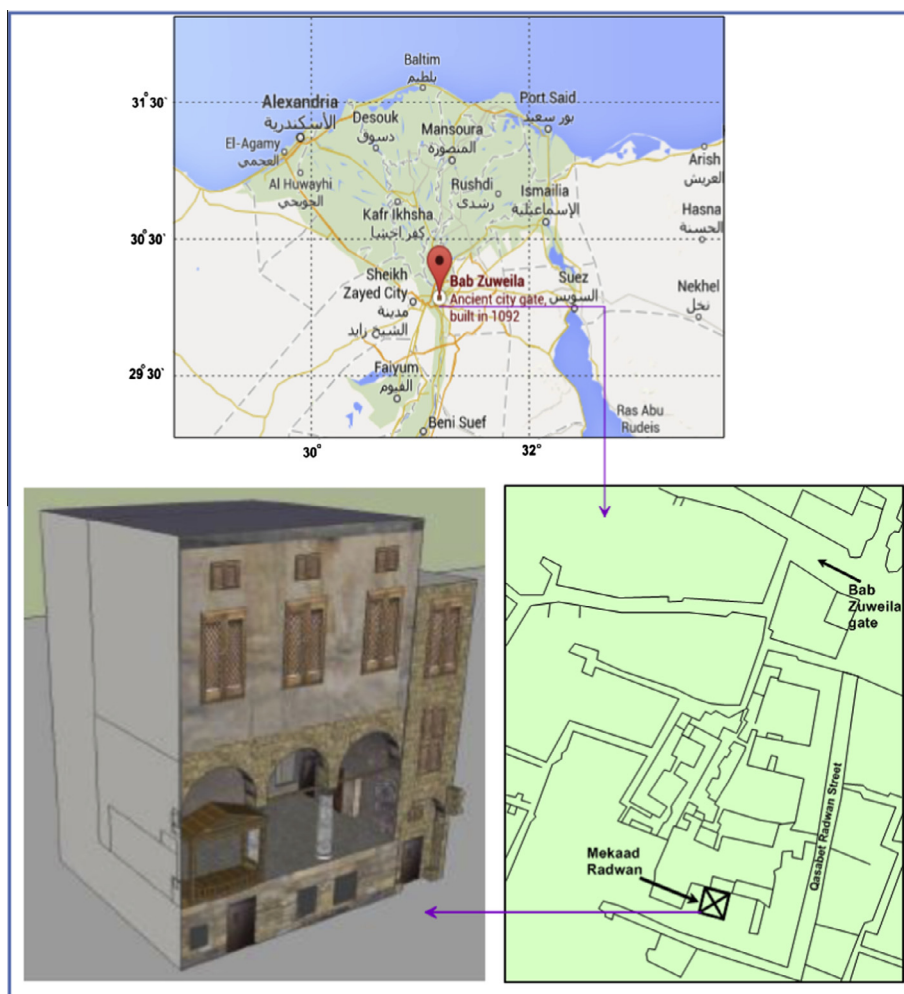 Baltim
بلطيم
31°30'
Alexandria
الأسكندرية
Desouk
دسوق
Port Said
بور سعيد
Mansoura
المنصورة
El-Agamy
العجمي
Arish
العريش
Al Huwayhi
الحويحي
Rushdi
رشدى
Ismailia
الإسماعيلية
Kafr Ikhsha
كفر إخشا
Hasna
الحسنة
30°30'
Bab Zuweila
Ancient city gate,
built in 1092
Sheikh
Zayed City
مدينة
الشيخ زايد
Suez
السويس
Nekhel
نخل
29°30'
Faiyum
الفيوم
Beni Suef
Ras Abu
Rudeis
30°
32°
Bab
Zuweila
gate
Qasabet Radwan Street
Mekaad
Radwan